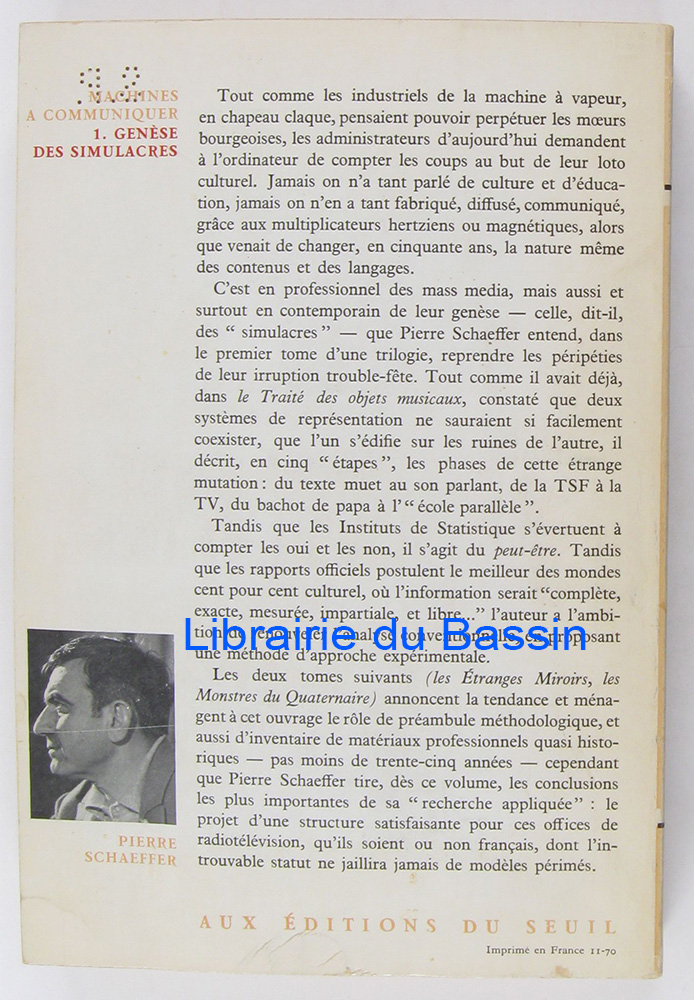 MACHINES
A COMMUNIQUER
1. GENÈSE
DES SIMULACRES
Tout comme les industriels de la machine à vapeur,
en chapeau claque, pensaient pouvoir perpétuer les mœurs
bourgeoises, les administrateurs d'aujourd'hui demandent
à l'ordinateur de compter les coups au but de leur loto
culturel. Jamais on n'a tant parlé de culture et d'éduca-
tion, jamais on n'en a tant fabriqué, diffusé, communiqué,
grâce aux multiplicateurs hertziens ou magnétiques, alors
que venait de changer, en cinquante ans, la nature même
des contenus et des langages.
C'est en professionnel des mass media, mais aussi et
surtout en contemporain de leur genèse — celle, dit-il,
des “ simulacres ” — que Pierre Schaeffer entend, dans
le premier tome d'une trilogie, reprendre les péripéties
de leur irruption trouble-fête. Tout comme il avait déjà,
dans le Traité des objets musicaux, constaté que deux
systèmes de représentation ne sauraient si facilement
coexister, que l'un s'édifie sur les ruines de l'autre, il
décrit, en cinq “ étapes ”, les phases de cette étrange
mutation : du texte muet au son parlant, de la TSF à la
TV, du bachot de papa à l'“ école parallèle ”.
Tandis que les Instituts de Statistique s'évertuent à
compter les oui et les non, il s'agit du peut-être. Tandis
que les rapports officiels postulent le meilleur des mondes
cent pour cent culturel, où l'information serait “complète,
exacte, mesurée, impartiale, et libre...” l'auteur a l'ambi-
tion de renouveler l'analyse conventionnelle, en proposant
une méthode d'approche expérimentale.
Librairie du Bassin
Les deux tomes suivants (les Étranges Miroirs, les
Monstres du Quaternaire) annoncent la tendance et ména-
gent à cet ouvrage le rôle de préambule méthodologique, et
aussi d'inventaire de matériaux professionnels quasi histo-
riques — pas moins de trente-cinq années — cependant
que Pierre Schaeffer tire, dès ce volume, les conclusions
les plus importantes de sa “ recherche appliquée ” : le
projet d'une structure satisfaisante pour ces offices de
radiotélévision, qu'ils soient ou non français, dont l'in-
trouvable statut ne jaillira jamais de modèles périmés.
PIERRE
SCHAEFFER
AUX ÉDITIONS DU SEUIL
Imprimé en France 11-70